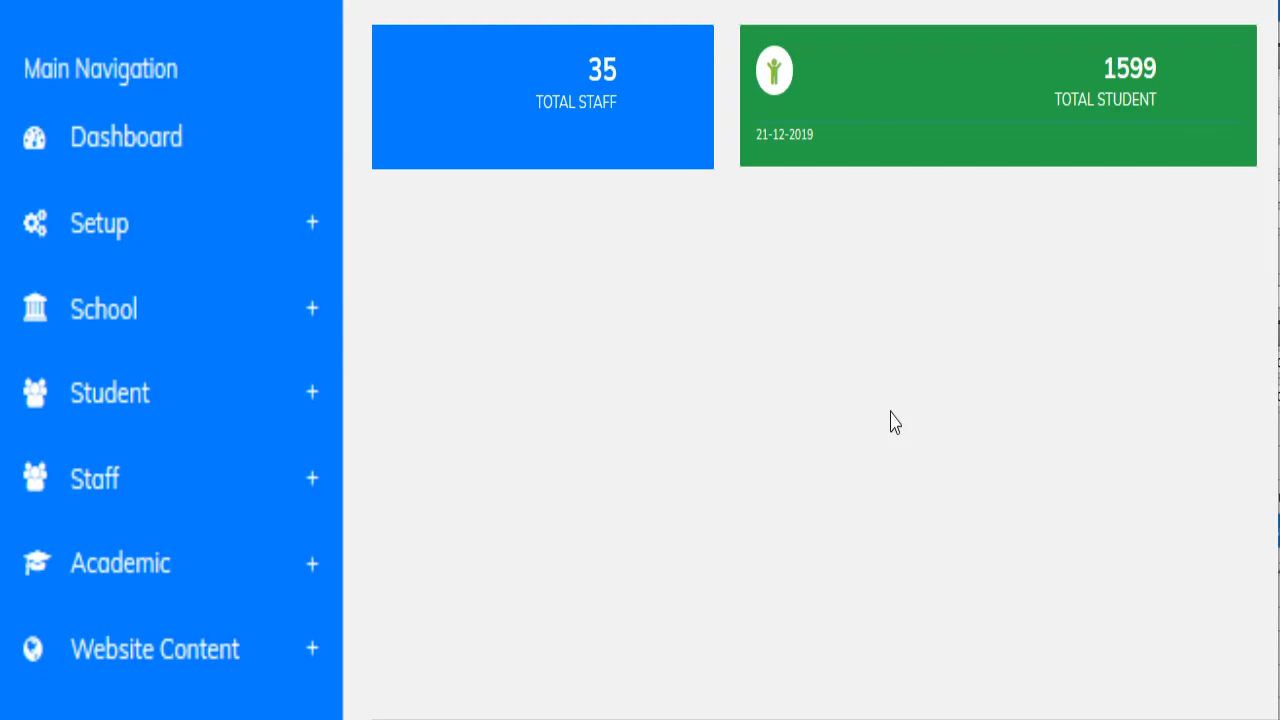 Main Navigation
Dashboard
Setup +
School +
Student +
Staff +
Academic +
Website Content +
35
TOTAL STAFF
1599
TOTAL STUDENT
21-12-2019